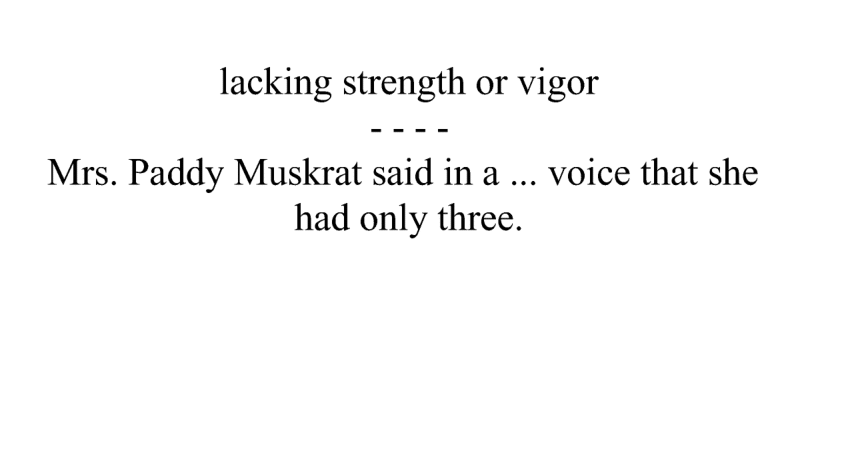 lacking strength or vigor
- - - -
Mrs. Paddy Muskrat said in a ... voice that she
had only three.